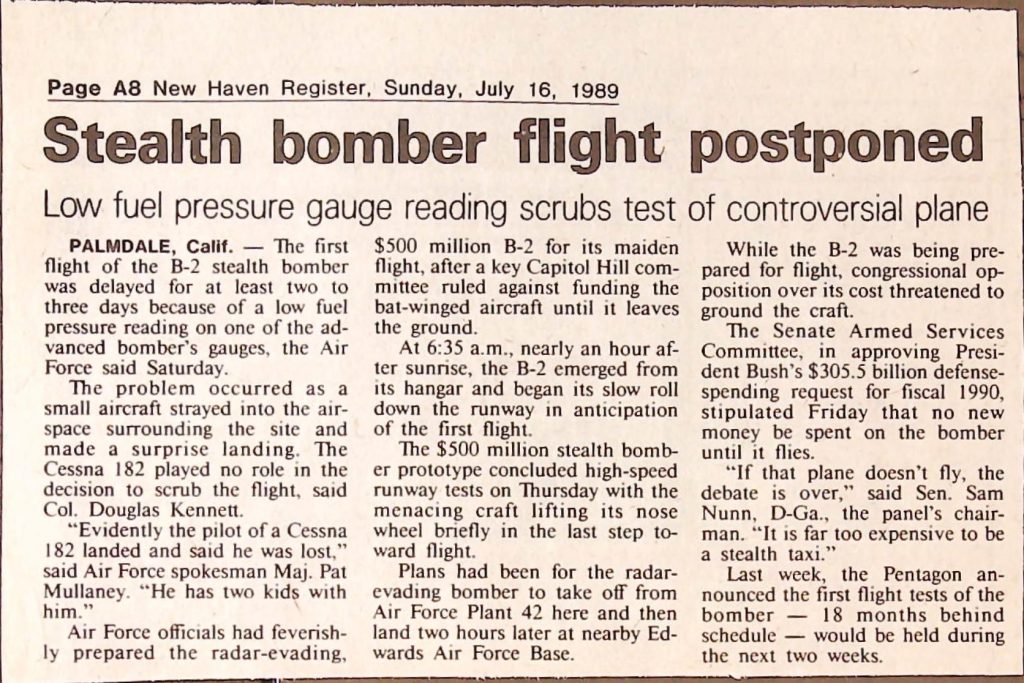 Page A8 New Haven Register, Sunday, July 16, 1989
Stealth bomber flight postponed
Low fuel pressure gauge reading scrubs test of controversial plane
PALMDALE, Calif. — The first
flight of the B-2 stealth bomber
was delayed for at least two to
three days because of a low fuel
pressure reading on one of the ad-
vanced bomber's gauges, the Air
Force said Saturday.
The problem occurred as a
small aircraft strayed into the air-
space surrounding the site and
made a surprise landing. The
Cessna 182 played no role in the
decision to scrub the flight, said
Col. Douglas Kennett.
"Evidently the pilot of a Cessna
182 landed and said he was lost,"
said Air Force spokesman Maj. Pat
Mullaney. "He has two kids with
him."
Air Force officials had feverish-
ly prepared the radar-evading,
$500 million B-2 for its maiden
flight, after a key Capitol Hill com-
mittee ruled against funding the
bat-winged aircraft until it leaves
the ground.
At 6:35 a.m., nearly an hour af-
ter sunrise, the B-2 emerged from
its hangar and began its slow roll
down the runway in anticipation
of the first flight.
The $500 million stealth bomb-
er prototype concluded high-speed
runway tests on Thursday with the
menacing craft lifting its nose
wheel briefly in the last step to-
ward flight.
Plans had been for the radar-
evading bomber to take off from
Air Force Plant 42 here and then
land two hours later at nearby Ed-
wards Air Force Base.
While the B-2 was being pre-
pared for flight, congressional op-
position over its cost threatened to
ground the craft.
The Senate Armed Services
Committee, in approving Presi-
dent Bush's $305.5 billion defense-
spending request for fiscal 1990,
stipulated Friday that no new
money be spent on the bomber
until it flies.
"If that plane doesn't fly, the
debate is over," said Sen. Sam
Nunn, D-Ga., the panel's chair-
man. "It is far too expensive to be
a stealth taxi."
Last week, the Pentagon an-
nounced the first flight tests of the
bomber — 18 months behind
schedule — would be held during
the next two weeks.